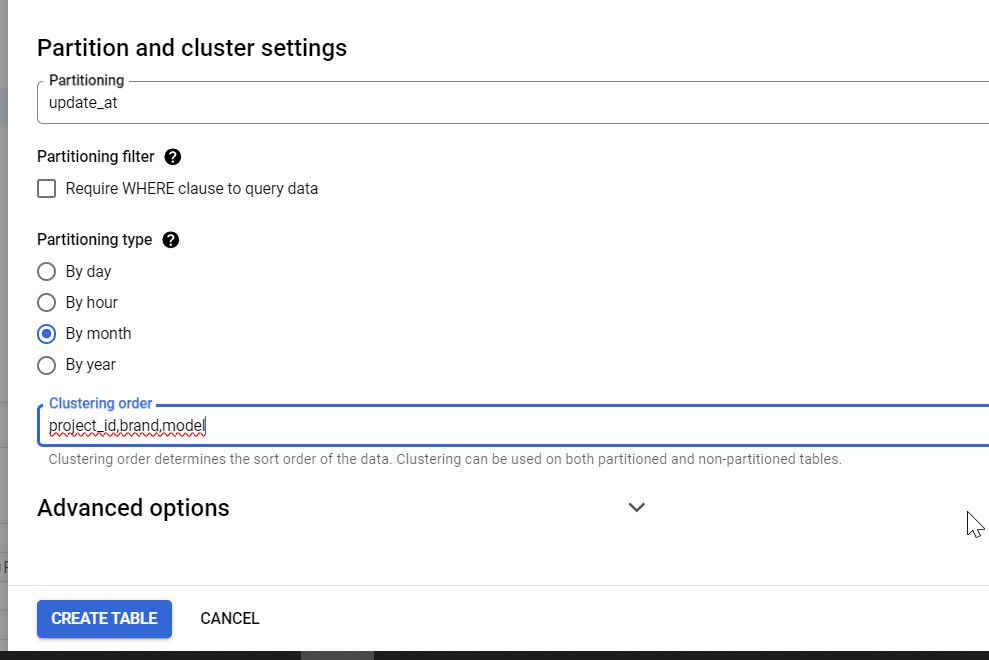 Partition and cluster settings
Partitioning
update_at
Partitioning filter
Require WHERE clause to query data
Partitioning type
By day
By hour
By month
By year
Clustering order
project_id,brand,model
Clustering order determines the sort order of the data. Clustering can be used on both partitioned and non-partitioned tables.
Advanced options
CREATE TABLE CANCEL